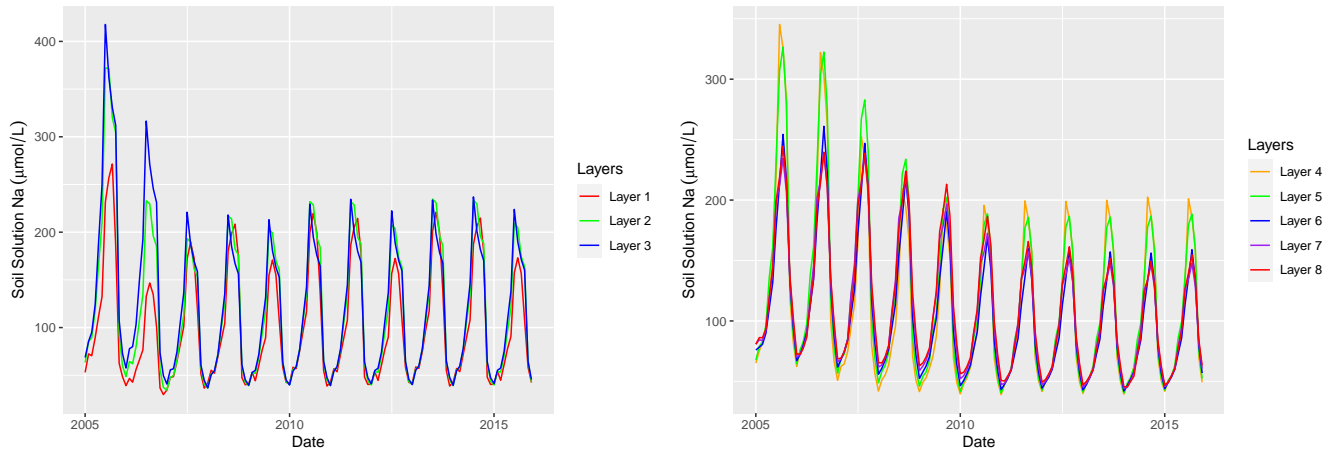 400
300
200
100
Soil Solution Na (μmol/L)
2005
2010
2015
Date
Layers
Layer 1
Layer 2
Layer 3
300
200
100
Soil Solution Na (μmol/L)
2005
2010
2015
Date
Layers
Layer 4
Layer 5
Layer 6
Layer 7
Layer 8